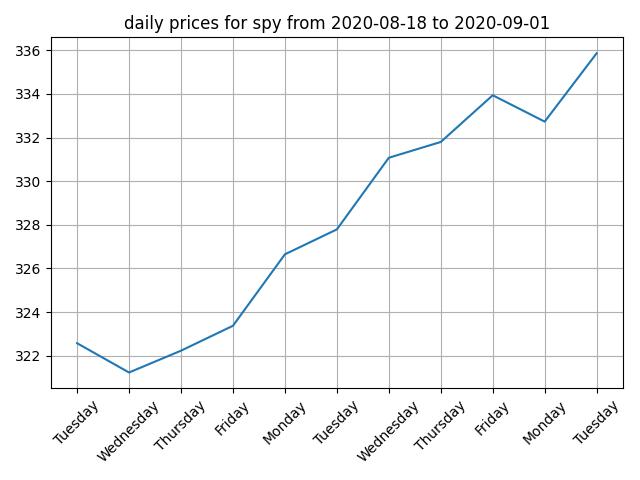 daily prices for spy from 2020-08-18 to 2020-09-01
336
334
332
330
328
326
324
322
Tuesday
Wednesday
Thursday
Friday
Monday
Tuesday
Wednesday
Thursday
Friday
Monday
Tuesday